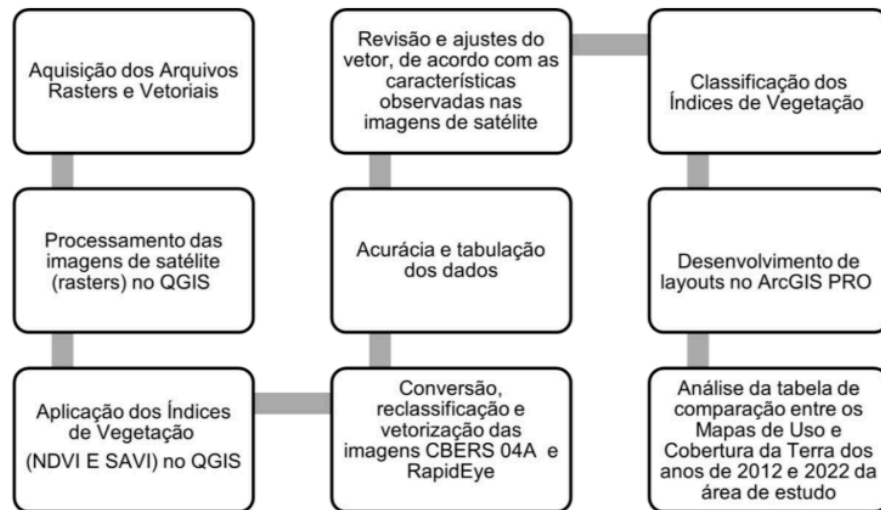 Aquisição dos Arquivos
Rasters e Vetoriais
Processamento das
imagens de satélite
(rasters) no QGIS
Aplicação dos Índices
de Vegetação
(NDVI E SAVI) no QGIS
Conversão,
reclassificação e
vetorização das
imagens CBERS 04A e
RapidEye
Acurácia e tabulação
dos dados
Revisão e ajustes do
vetor, de acordo com as
características
observadas nas
imagens de satélite
Classificação dos
Índices de Vegetação
Desenvolvimento de
layouts no ArcGIS PRO
Análise da tabela de
comparação entre os
Mapas de Uso e
Cobertura da Terra dos
anos de 2012 e 2022 da
área de estudo